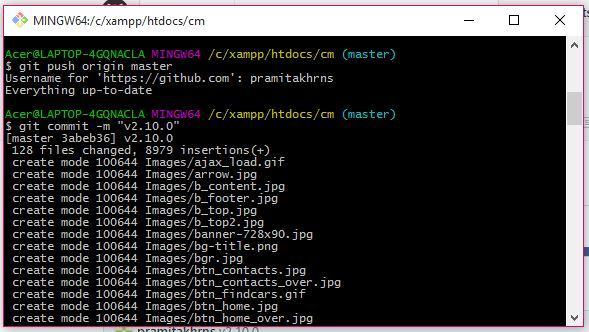 MINGW64:/c/xampp/htdocs/cm
Acer@LAPTOP-4GQNACLA MINGW64 /c/xampp/htdocs/cm (master)
$ git push origin master
Username for 'https://github.com': pramitakhrns
Everything up-to-date
Acer@LAPTOP-4GQNACLA MINGW64 /c/xampp/htdocs/cm (master)
$ git commit -m "v2.10.0"
[master 3abeb36] v2.10.0
128 files changed, 8979 insertions(+)
create mode 100644 Images/ajax_load.gif
create mode 100644 Images/arrow.jpg
create mode 100644 Images/b_content.jpg
create mode 100644 Images/b_footer.jpg
create mode 100644 Images/b_top.jpg
create mode 100644 Images/b_top2.jpg
create mode 100644 Images/banner-728x90.jpg
create mode 100644 Images/bg-title.png
create mode 100644 Images/bgr.jpg
create mode 100644 Images/btn_contacts.jpg
create mode 100644 Images/btn_contacts_over.jpg
create mode 100644 Images/btn_findcars.gif
create mode 100644 Images/btn_home.jpg
create mode 100644 Images/btn_home_over.jpg
pramitakhrns v2.10.0